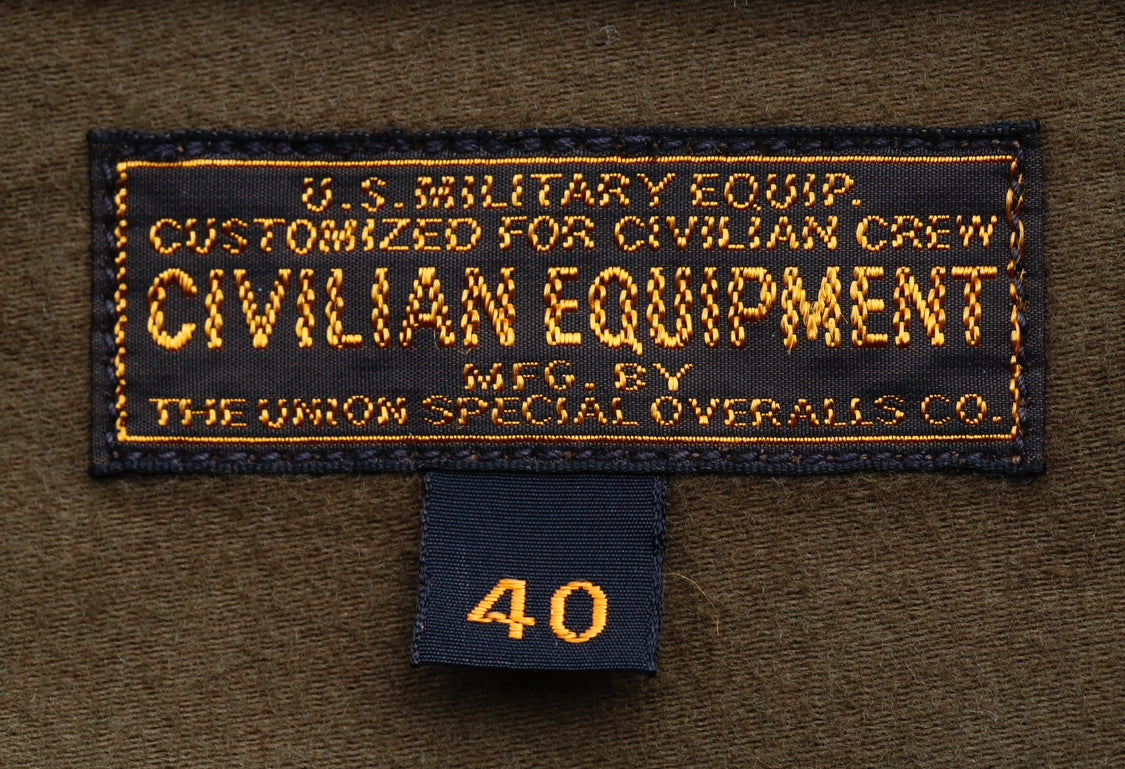 U.S. MILITARY EQUIP.
CUSTOMIZED FOR CIVILIAN CREW
CIVILIAN EQUIPMENT
MFG. BY
THE UNION SPECIAL OVERALLS CO.
40